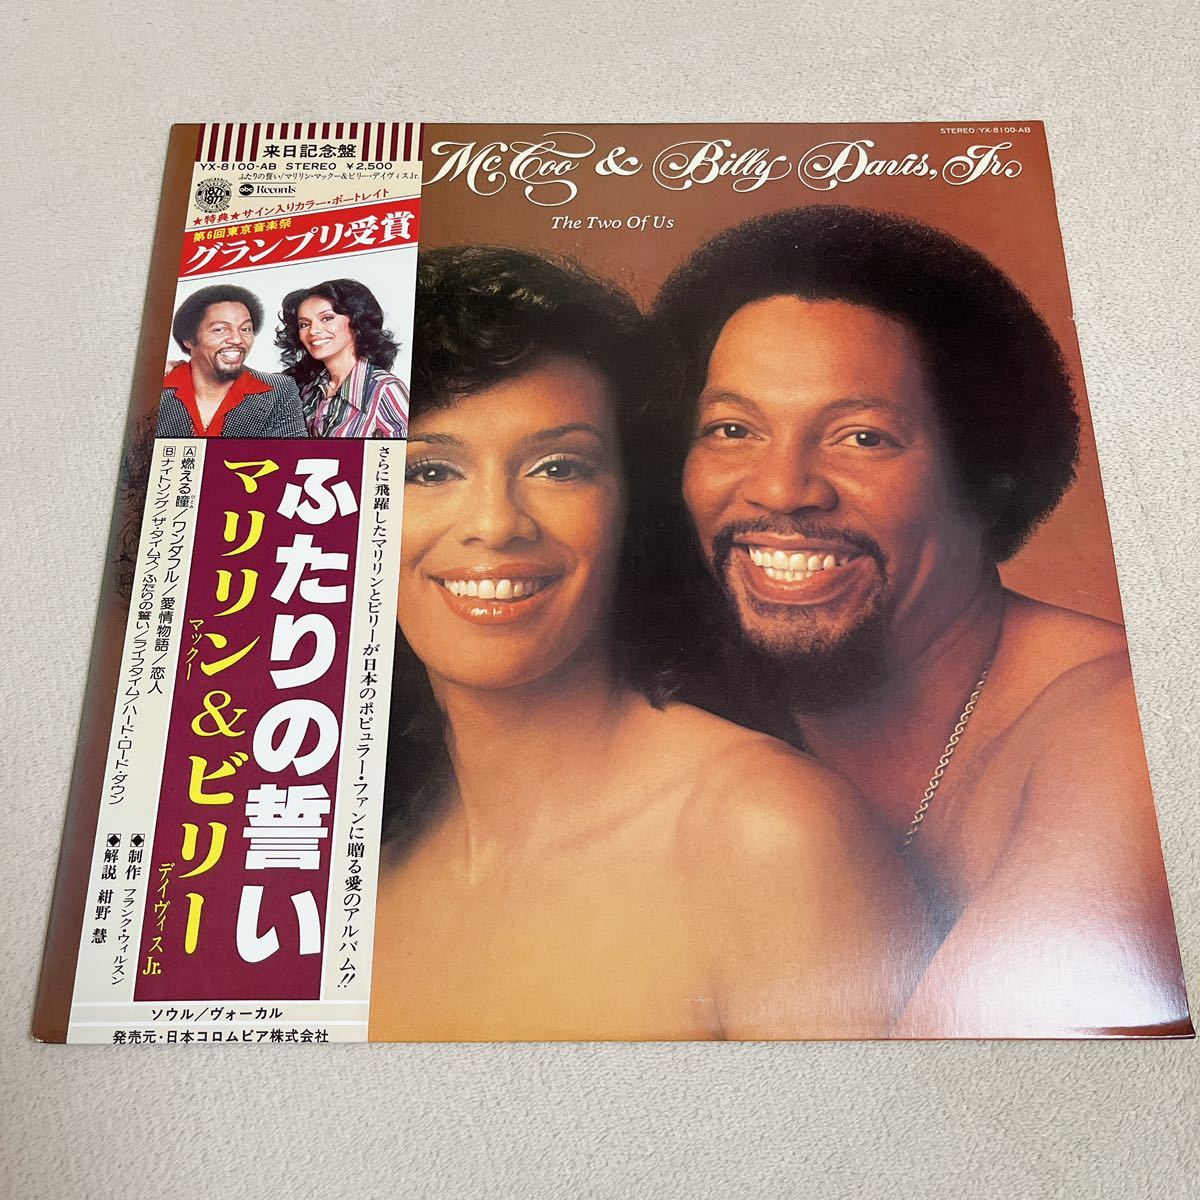 来日記念盤
YX-8100-AB STEREO ¥2,500
ふたりの誓い/マリリン・マックー&ビリー・デイヴィスJr.
1877 1977
abc Records
★特典★サイン入りカラー・ポートレイト
第6回東京音楽祭
グランプリ受賞
STEREO/YX-8100-AB
Mc Coo & Billy Davis, Jr.
The Two Of Us
さらに飛躍したマリリンとビリーが日本のポピュラー・ファンに贈る愛のアルバム!!
ふたりの誓い
マリリン&ビリー
マックー
デイヴィスJr.
A 燃える瞳/ワンダフル/愛情物語/恋人
ひとみ
B ナイトソング/ザ・タイムズ/ふたりの誓い/ライフタイム/ハード・ロード・ダウン
◆制作 フランク・ウィルスン
◆解説 紺野 慧
ソウル/ヴォーカル
発売元・日本コロムビア株式会社